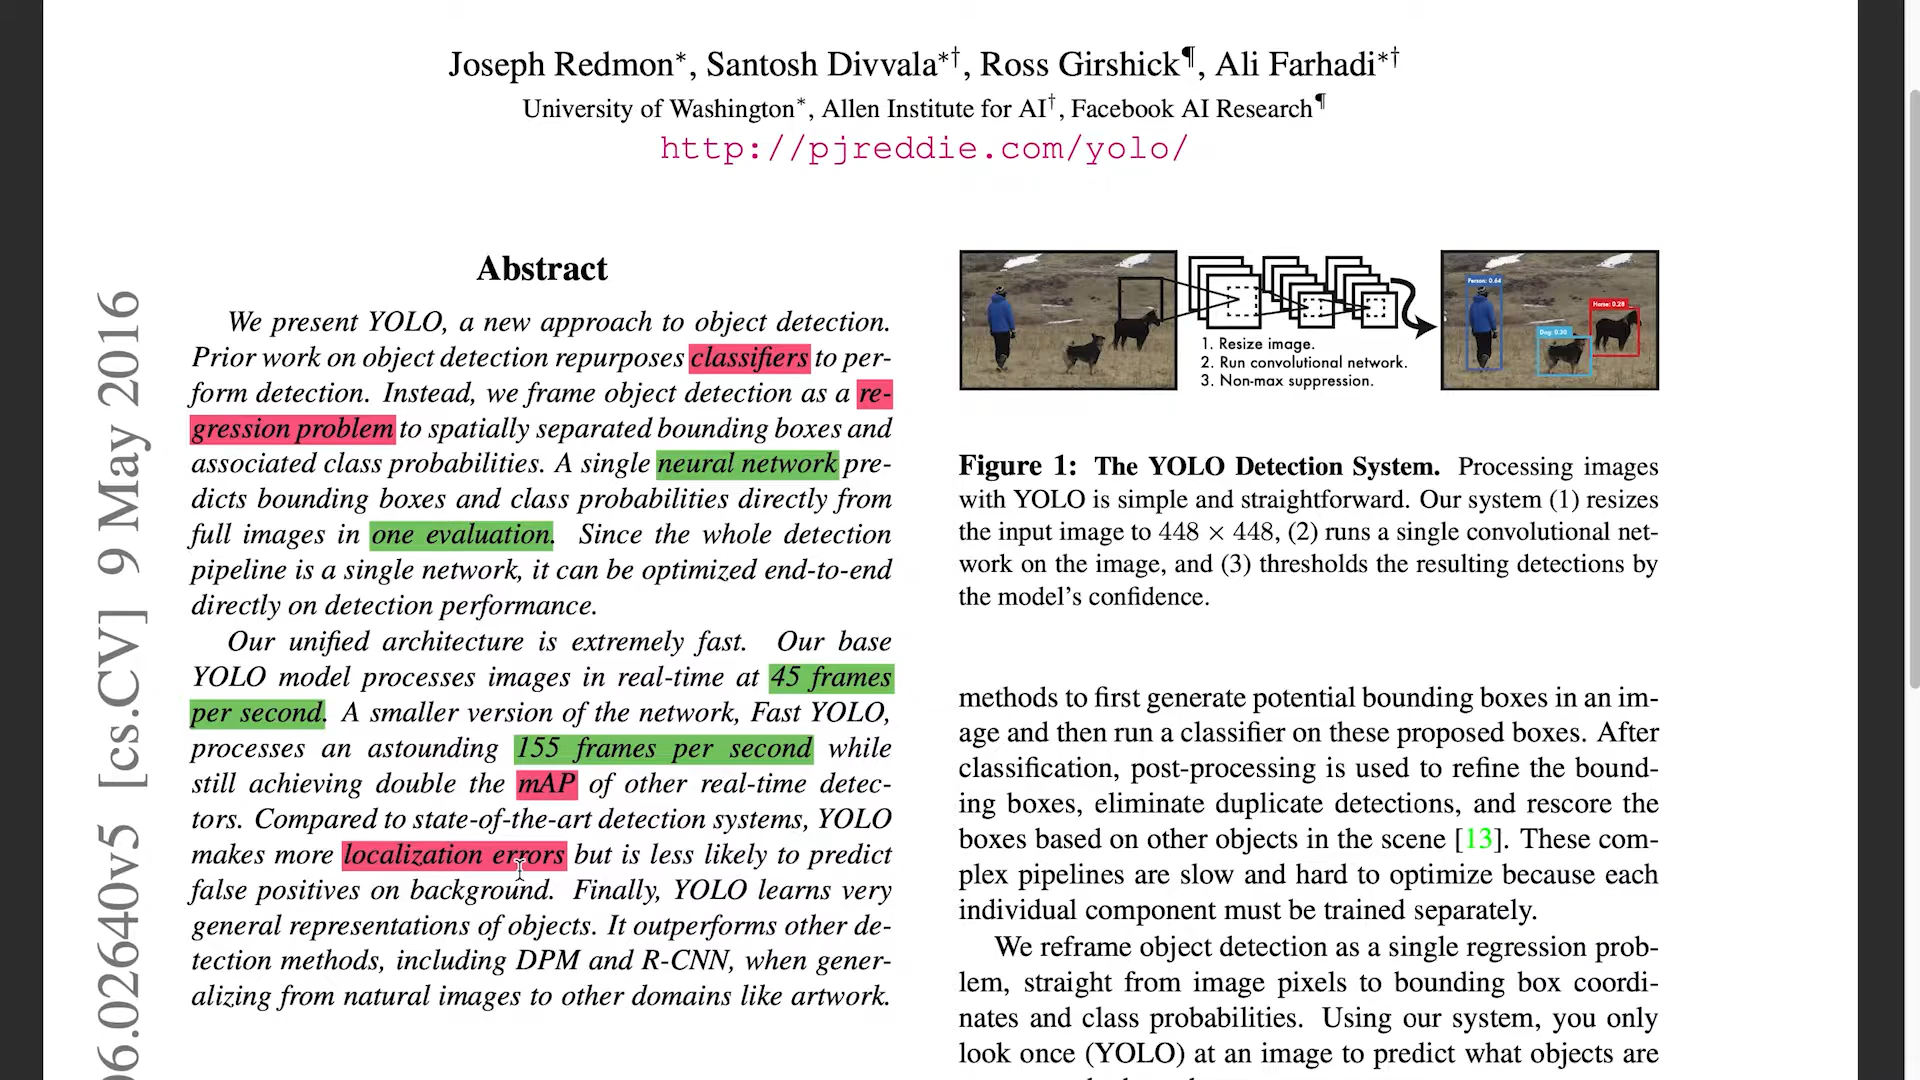 Joseph Redmon*, Santosh Divvala*†, Ross Girshick¶, Ali Farhadi*†
University of Washington*, Allen Institute for AI†, Facebook AI Research¶
http://pjreddie.com/yolo/
06.02640v5 [cs.CV] 9 May 2016
Abstract
We present YOLO, a new approach to object detection.
Prior work on object detection repurposes classifiers to per-
form detection. Instead, we frame object detection as a re-
gression problem to spatially separated bounding boxes and
associated class probabilities. A single neural network pre-
dicts bounding boxes and class probabilities directly from
full images in one evaluation. Since the whole detection
pipeline is a single network, it can be optimized end-to-end
directly on detection performance.
Our unified architecture is extremely fast. Our base
YOLO model processes images in real-time at 45 frames
per second. A smaller version of the network, Fast YOLO,
processes an astounding 155 frames per second while
still achieving double the mAP of other real-time detec-
tors. Compared to state-of-the-art detection systems, YOLO
makes more localization errors but is less likely to predict
false positives on background. Finally, YOLO learns very
general representations of objects. It outperforms other de-
tection methods, including DPM and R-CNN, when gener-
alizing from natural images to other domains like artwork.
1. Resize image.
2. Run convolutional network.
3. Non-max suppression.
Person: 0.64
Horse: 0.28
Dog: 0.30
Figure 1: The YOLO Detection System. Processing images
with YOLO is simple and straightforward. Our system (1) resizes
the input image to 448 × 448, (2) runs a single convolutional net-
work on the image, and (3) thresholds the resulting detections by
the model's confidence.
methods to first generate potential bounding boxes in an im-
age and then run a classifier on these proposed boxes. After
classification, post-processing is used to refine the bound-
ing boxes, eliminate duplicate detections, and rescore the
boxes based on other objects in the scene [13]. These com-
plex pipelines are slow and hard to optimize because each
individual component must be trained separately.
We reframe object detection as a single regression prob-
lem, straight from image pixels to bounding box coordi-
nates and class probabilities. Using our system, you only
look once (YOLO) at an image to predict what objects are